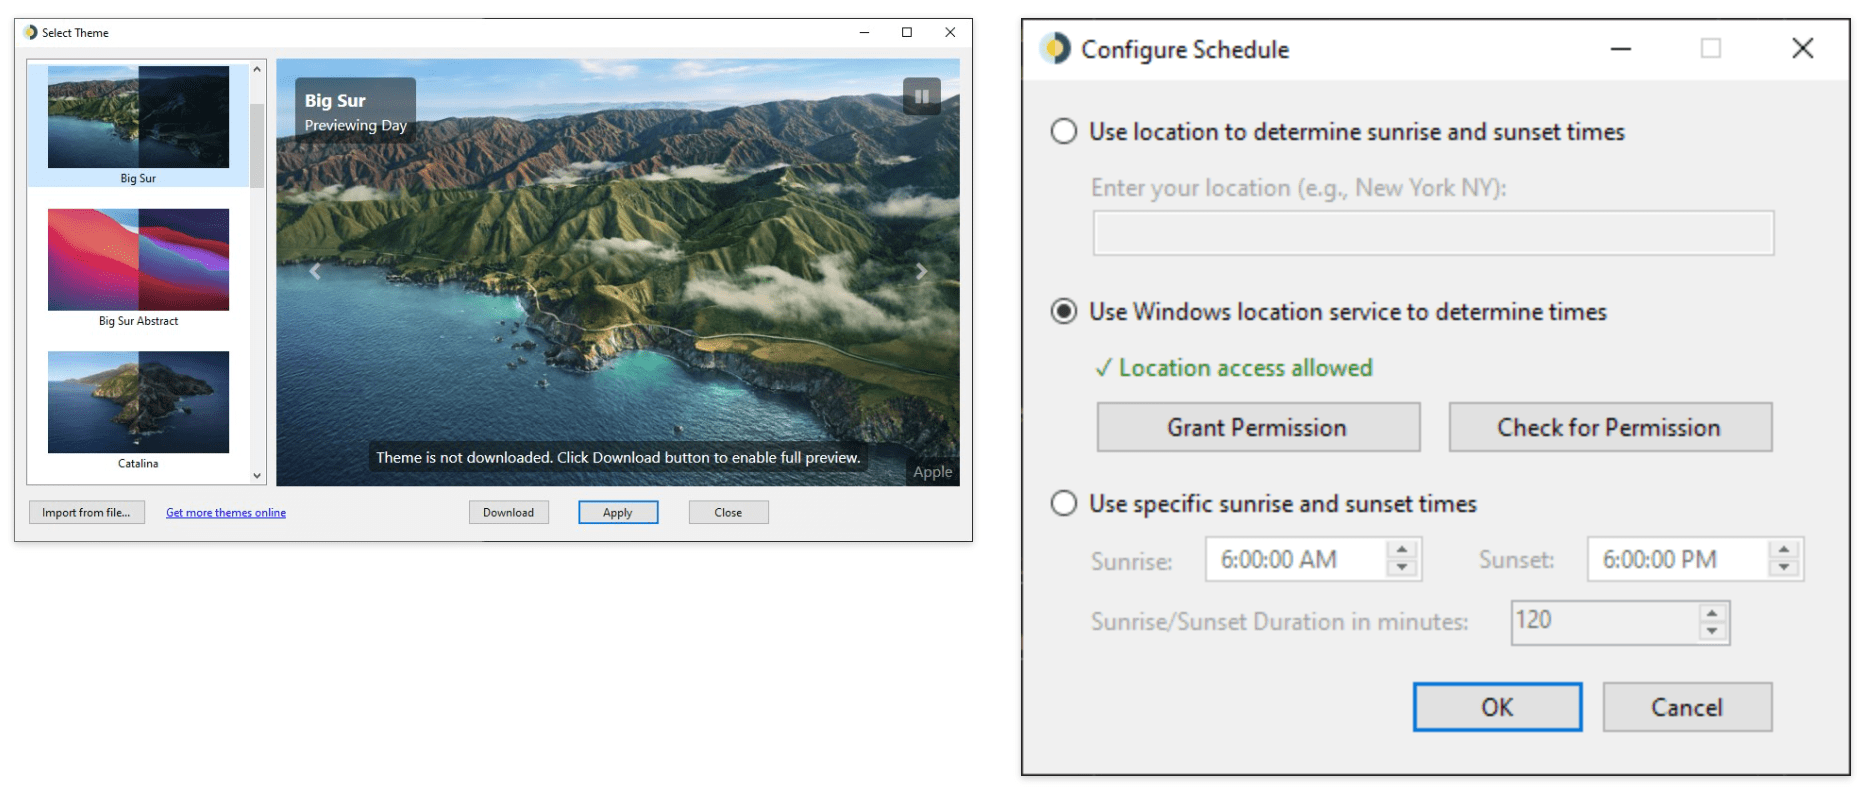 Select Theme
Big Sur
Previewing Day
Big Sur
Big Sur Abstract
Catalina
Theme is not downloaded. Click Download button to enable full preview.
Apple
Import from file...
Get more themes online
Download
Apply
Close
Configure Schedule
Use location to determine sunrise and sunset times
Enter your location (e.g., New York NY):
Use Windows location service to determine times
✓ Location access allowed
Grant Permission
Check for Permission
Use specific sunrise and sunset times
Sunrise: 6:00:00 AM Sunset: 6:00:00 PM
Sunrise/Sunset Duration in minutes: 120
OK
Cancel